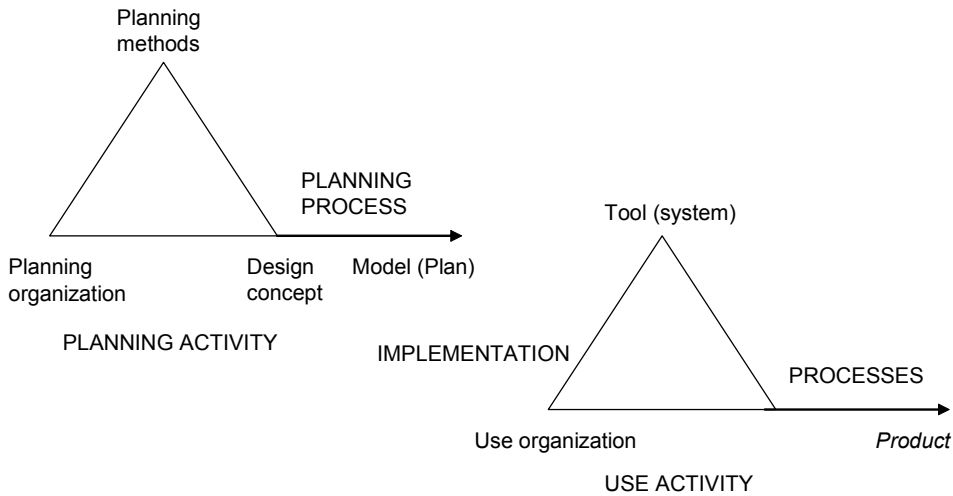 Planning
methods
PLANNING
PROCESS
Planning
organization
Design
concept
Model (Plan)
PLANNING ACTIVITY
Tool (system)
IMPLEMENTATION
PROCESSES
Use organization
Product
USE ACTIVITY